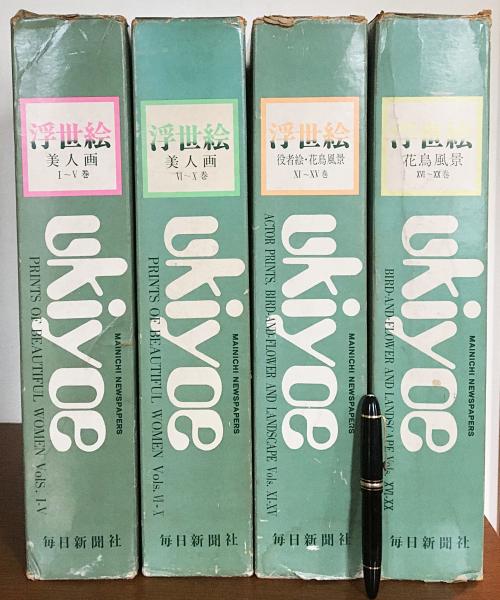 浮世絵
美人画
I～V巻
ukiyoe
PRINTS OF BEAUTIFUL WOMEN Vols. I-V
MAINICHI NEWSPAPERS
毎日新聞社
浮世絵
美人画
VI～X巻
ukiyoe
PRINTS OF BEAUTIFUL WOMEN Vols. VI-X
MAINICHI NEWSPAPERS
毎日新聞社
浮世絵
役者絵・花鳥風景
XI～XV巻
ukiyoe
ACTOR PRINTS, BIRD-AND-FLOWER AND LANDSCAPE Vols. XI-XV
MAINICHI NEWSPAPERS
毎日新聞社
浮世絵
花鳥風景
XVI～XX巻
ukiyoe
BIRD-AND-FLOWER AND LANDSCAPE Vols. XVI-XX
MAINICHI NEWSPAPERS
毎日新聞社